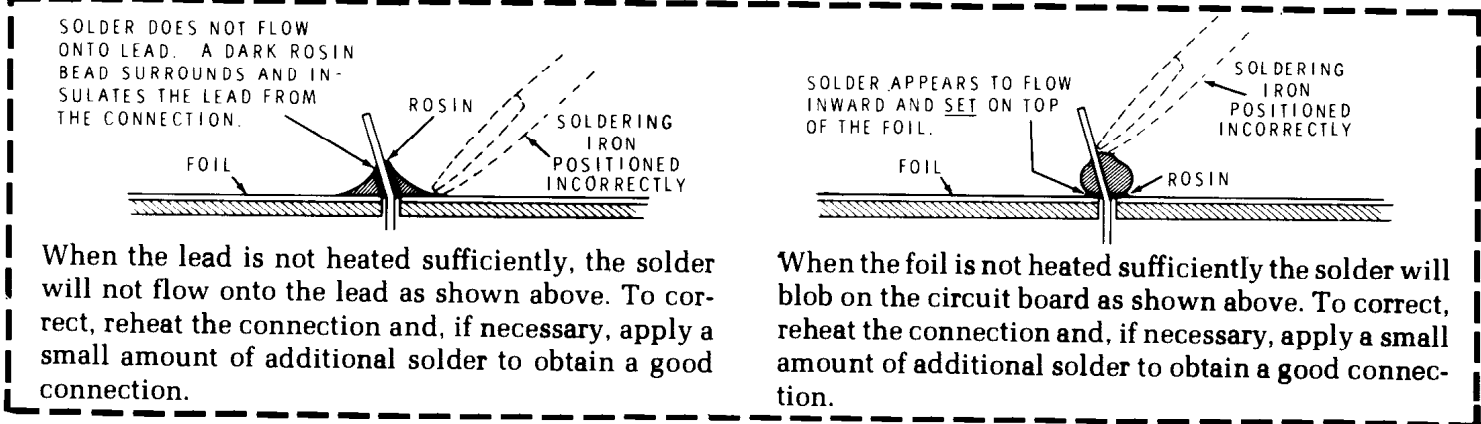 SOLDER DOES NOT FLOW
ONTO LEAD. A DARK ROSIN
BEAD SURROUNDS AND IN-
SULATES THE LEAD FROM
THE CONNECTION.
ROSIN
SOLDERING
IRON
POSITIONED
INCORRECTLY
FOIL
When the lead is not heated sufficiently, the solder
will not flow onto the lead as shown above. To cor-
rect, reheat the connection and, if necessary, apply a
small amount of additional solder to obtain a good
connection.
SOLDER APPEARS TO FLOW
INWARD AND SET ON TOP
OF THE FOIL.
SOLDERING
IRON
POSITIONED
INCORRECTLY
FOIL
ROSIN
When the foil is not heated sufficiently the solder will
blob on the circuit board as shown above. To correct,
reheat the connection and, if necessary, apply a small
amount of additional solder to obtain a good connec-
tion.